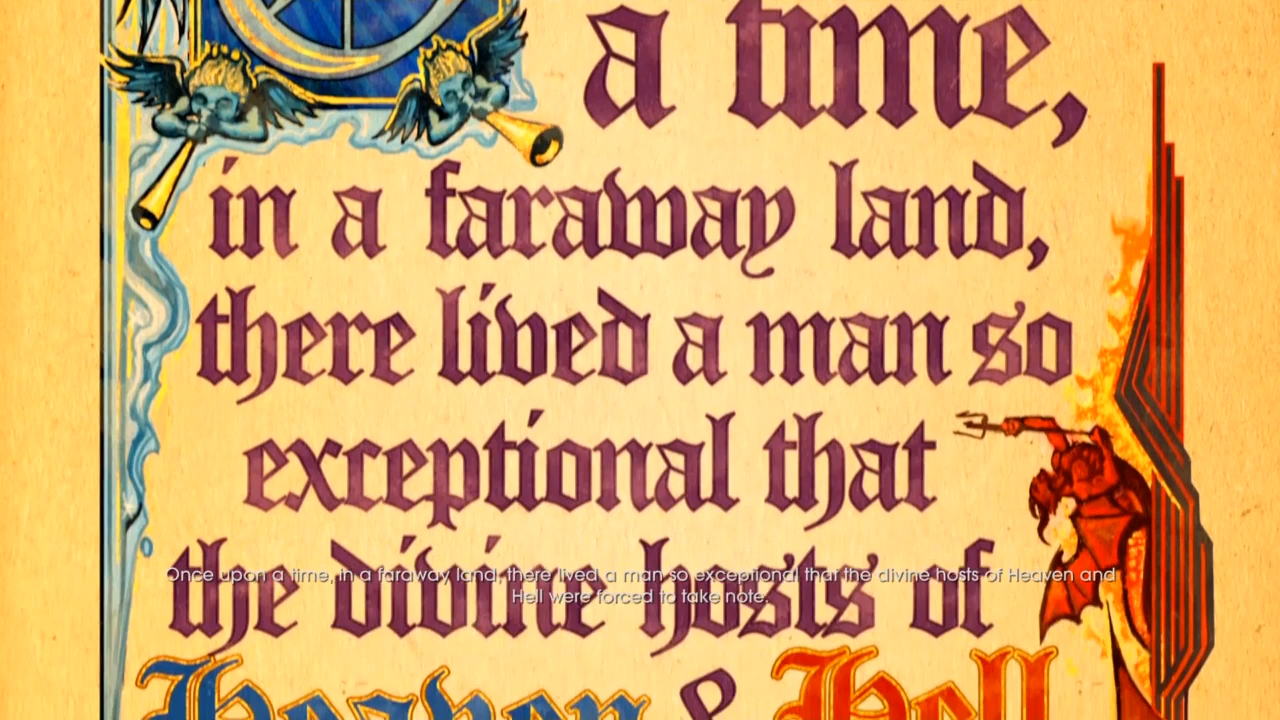 a time,
in a faraway land,
there lived a man so
exceptional that
the divine hosts of
Once upon a time, in a faraway land, there lived a man so exceptional that the divine hosts of Heaven and
Hell were forced to take note.
Heaven & Hell